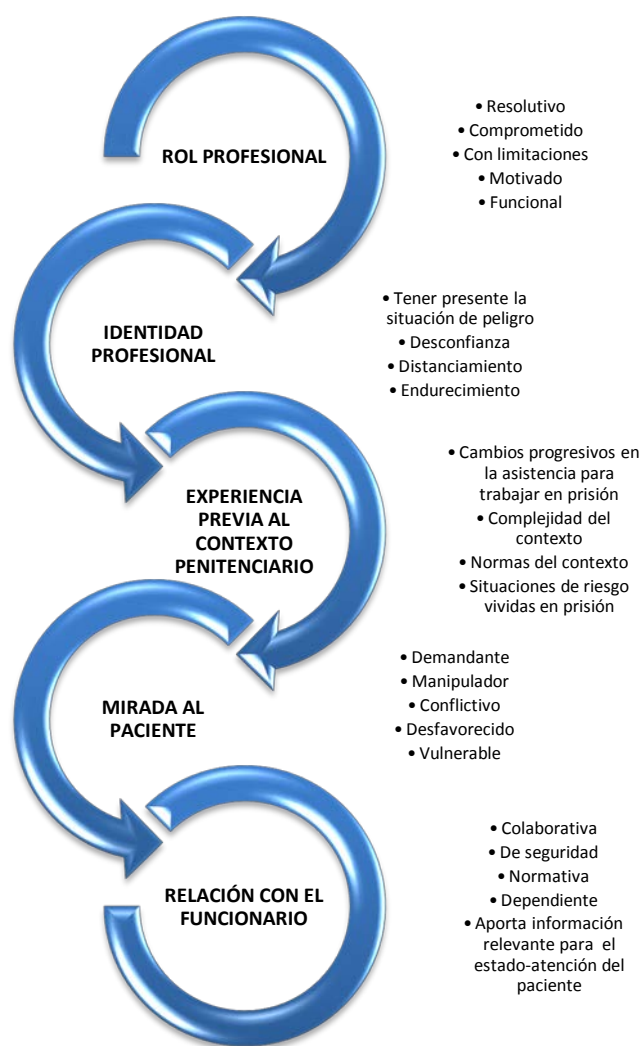 ROL PROFESIONAL
• Resolutivo
• Comprometido
• Con limitaciones
• Motivado
• Funcional
IDENTIDAD
PROFESIONAL
• Tener presente la
situación de peligro
• Desconfianza
• Distanciamiento
• Endurecimiento
EXPERIENCIA
PREVIA AL
CONTEXTO
PENITENCIARIO
• Cambios progresivos en
la asistencia para
trabajar en prisión
• Complejidad del
contexto
• Normas del contexto
• Situaciones de riesgo
vividas en prisión
MIRADA AL
PACIENTE
• Demandante
• Manipulador
• Conflictivo
• Desfavorecido
• Vulnerable
RELACIÓN CON EL
FUNCIONARIO
• Colaborativa
• De seguridad
• Normativa
• Dependiente
• Aporta información
relevante para el
estado-atención del
paciente